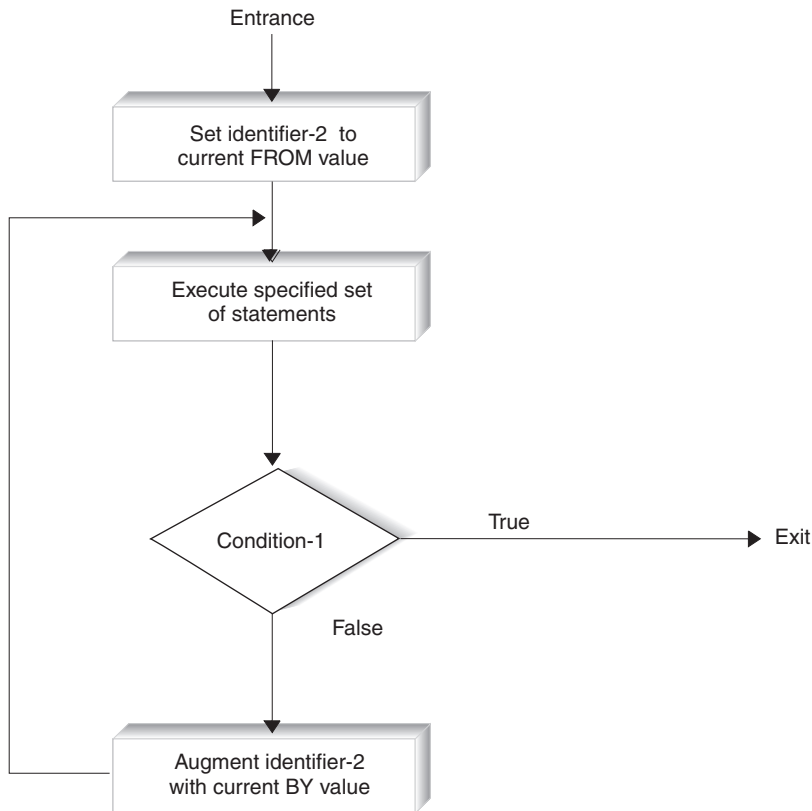 Entrance
Set identifier-2 to
current FROM value
Execute specified set
of statements
Condition-1
True
Exit
False
Augment identifier-2
with current BY value